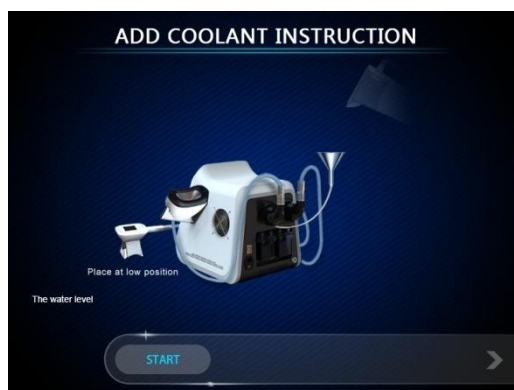 ADD COOLANT INSTRUCTION
Place at low position
The water level
START